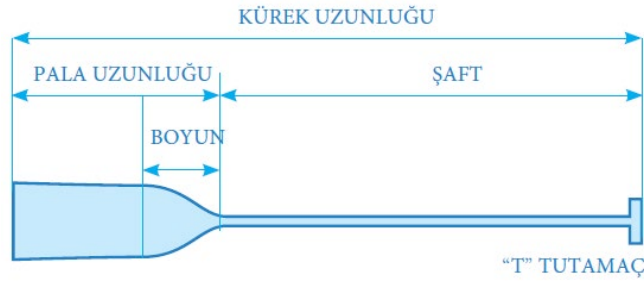 KÜREK UZUNLUĞU
PALA UZUNLUĞU
ŞAFT
BOYUN
“T” TUTAMAÇ